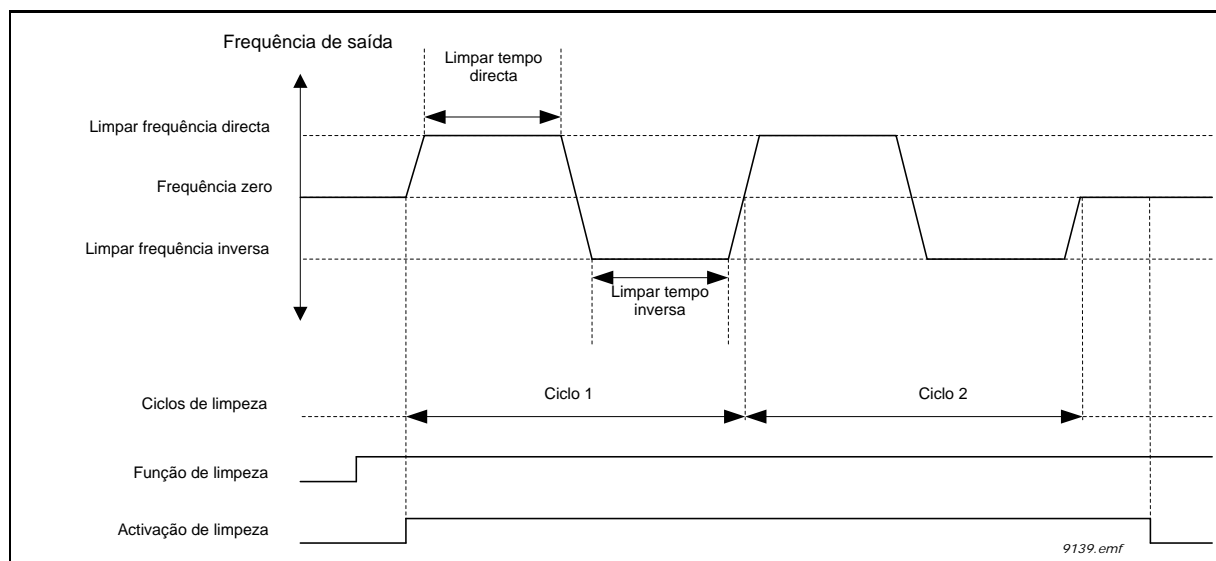 Frequência de saída
Limpar tempo
directa
Limpar frequência directa
Frequência zero
Limpar frequência inversa
Limpar tempo
inversa
Ciclos de limpeza
Ciclo 1
Ciclo 2
Função de limpeza
Activação de limpeza
9139.emf